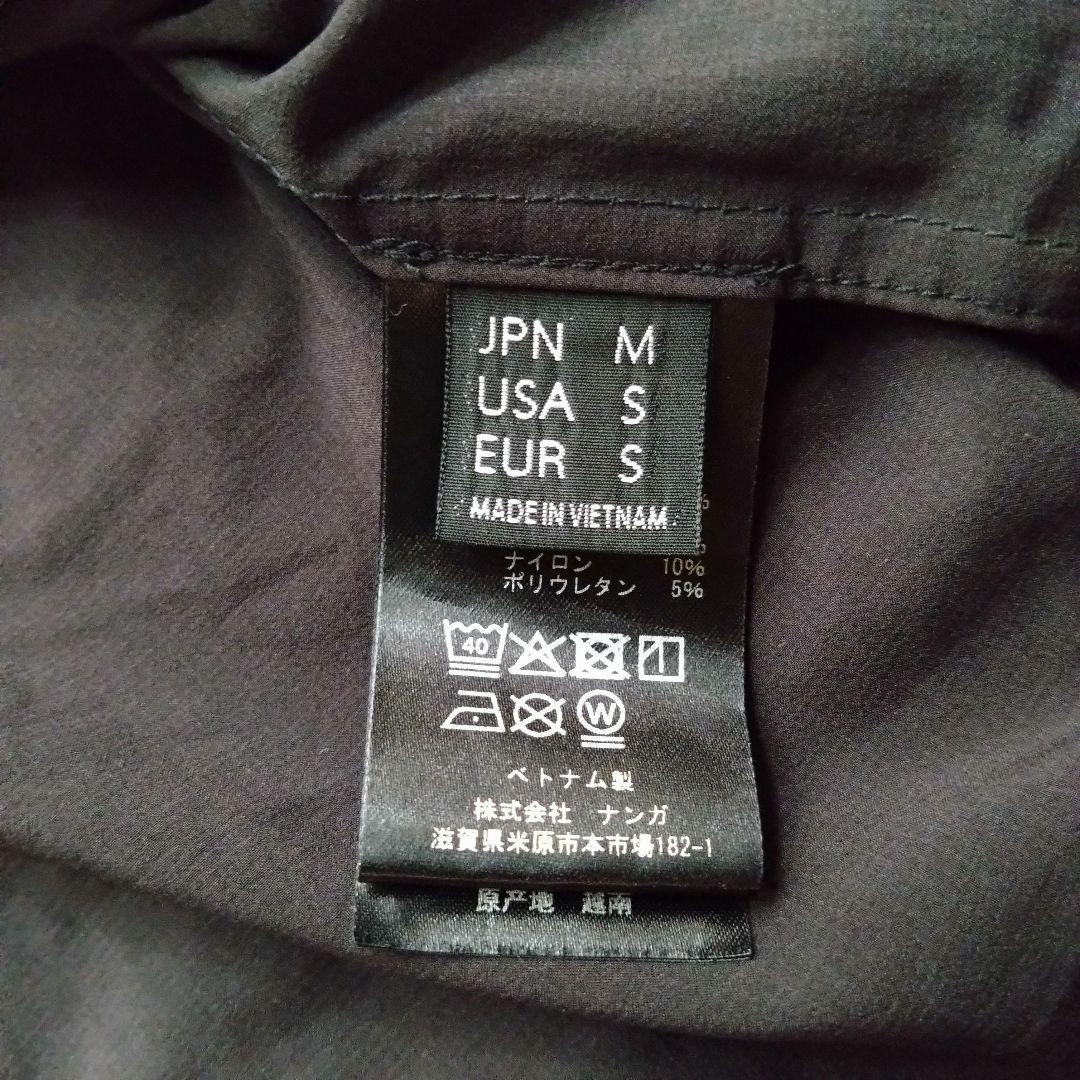 JPN M
USA S
EUR S
MADE IN VIETNAM
%
%
ナイロン 10%
ポリウレタン 5%
40
W
ベトナム製
株式会社 ナンガ
滋賀県米原市本市場182-1
原产地 越南